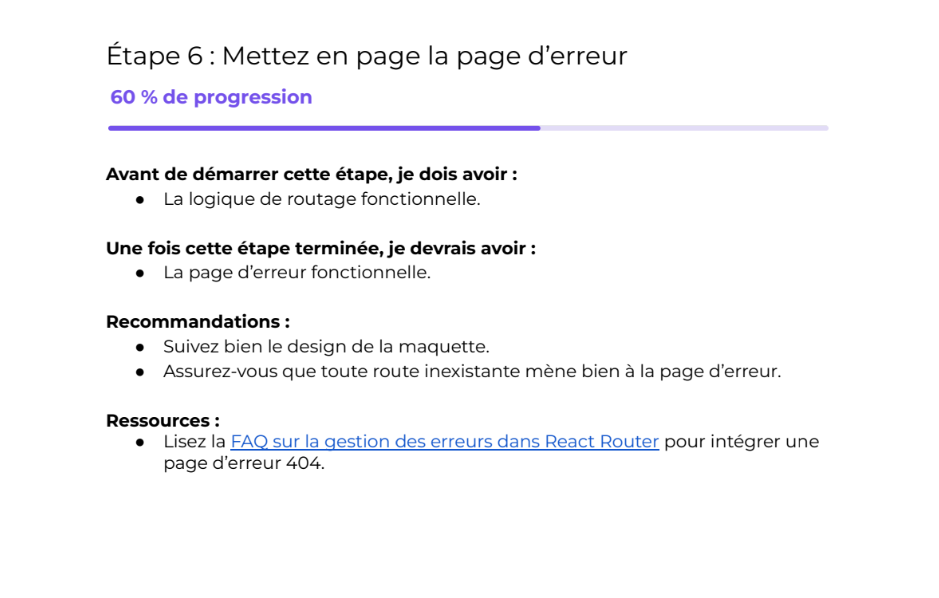 Étape 6 : Mettez en page la page d’erreur
60 % de progression
Avant de démarrer cette étape, je dois avoir :
● La logique de routage fonctionnelle.
Une fois cette étape terminée, je devrais avoir :
● La page d’erreur fonctionnelle.
Recommandations :
● Suivez bien le design de la maquette.
● Assurez-vous que toute route inexistante mène bien à la page d’erreur.
Ressources :
● Lisez la FAQ sur la gestion des erreurs dans React Router pour intégrer une
page d’erreur 404.